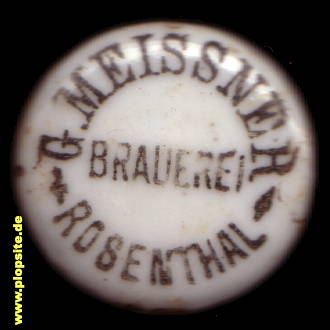 G. MEISSNER
BRAUEREI
ROSENTHAL
www.plopsite.de